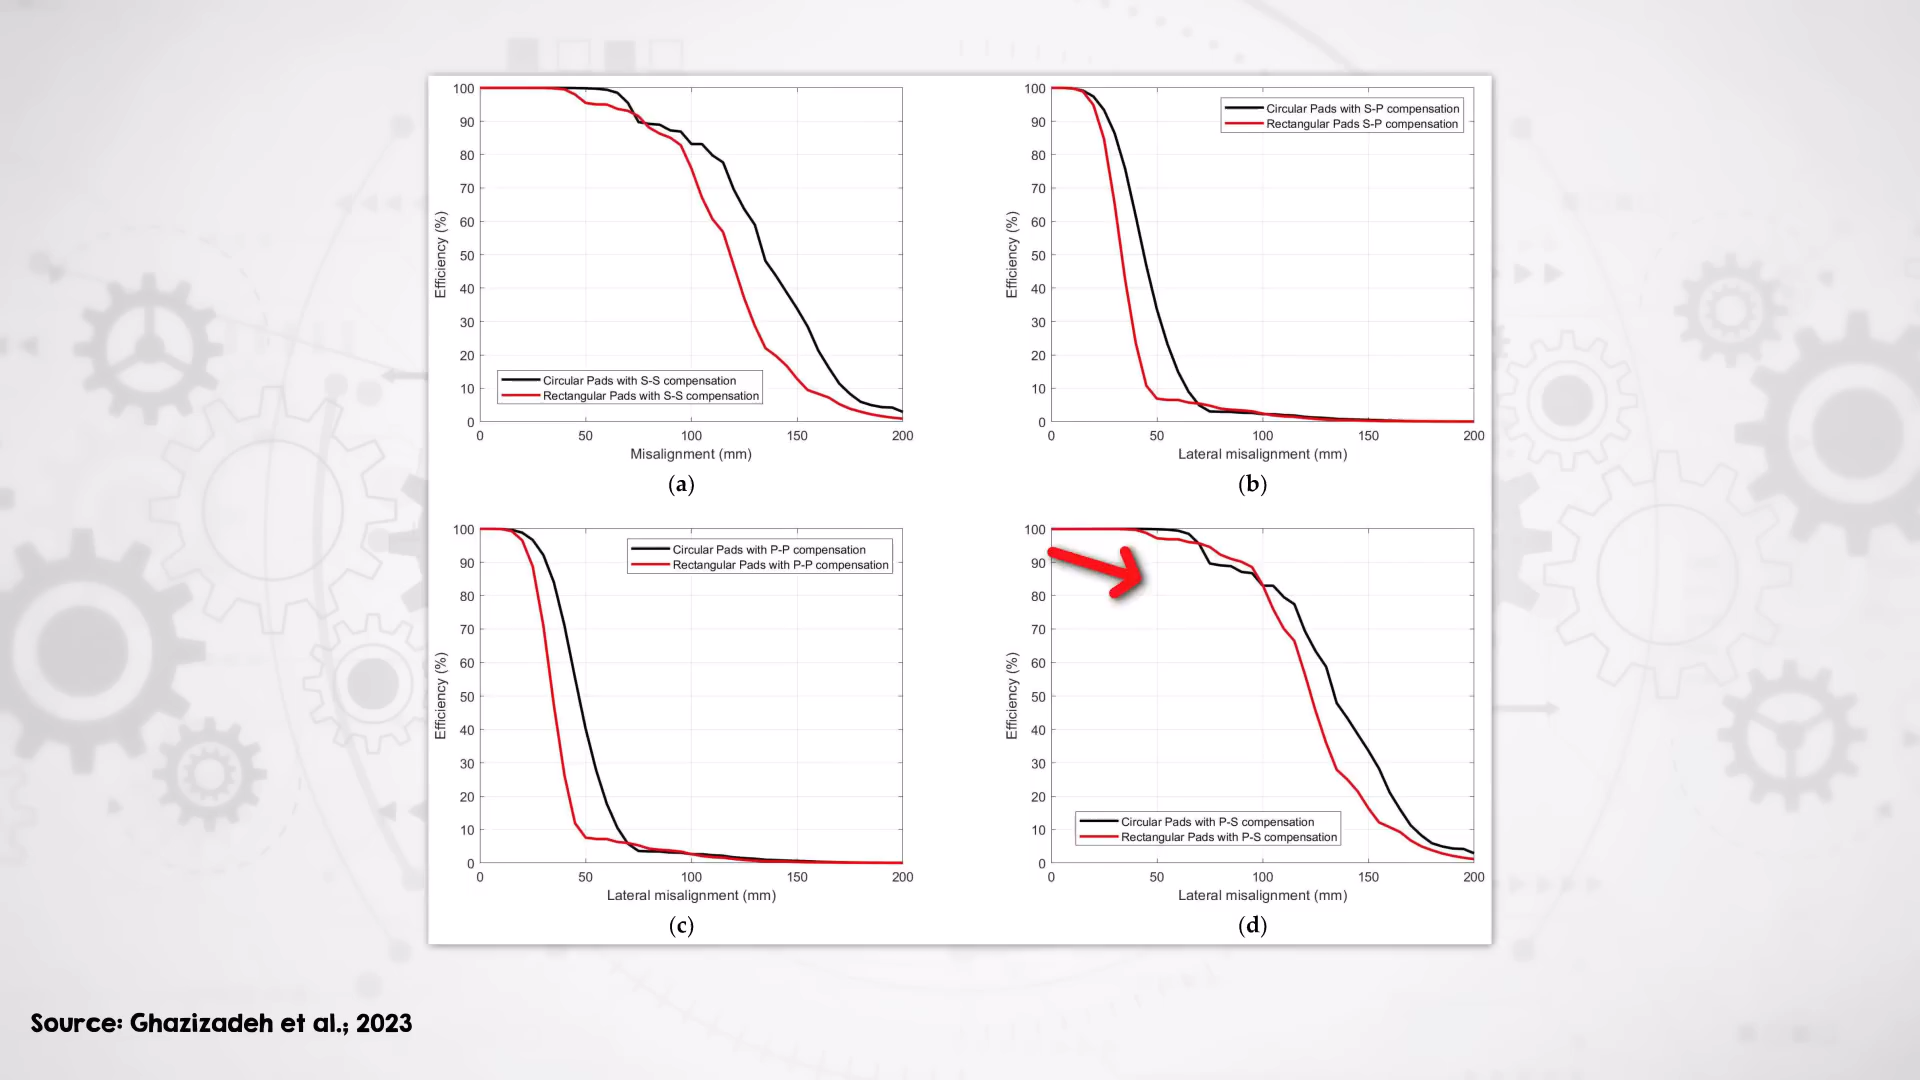 100
90
80
70
60
50
40
30
20
10
0
Efficiency (%)
Circular Pads with S-S compensation
Rectangular Pads with S-S compensation
0 50 100 150 200
Misalignment (mm)
(a)
100
90
80
70
60
50
40
30
20
10
0
Efficiency (%)
Circular Pads with S-P compensation
Rectangular Pads S-P compensation
0 50 100 150 200
Lateral misalignment (mm)
(b)
100
90
80
70
60
50
40
30
20
10
0
Efficiency (%)
Circular Pads with P-P compensation
Rectangular Pads with P-P compensation
0 50 100 150 200
Lateral misalignment (mm)
(c)
100
90
80
70
60
50
40
30
20
10
0
Efficiency (%)
Circular Pads with P-S compensation
Rectangular Pads with P-S compensation
0 50 100 150 200
Lateral misalignment (mm)
(d)
Source: Ghazizadeh et al.; 2023